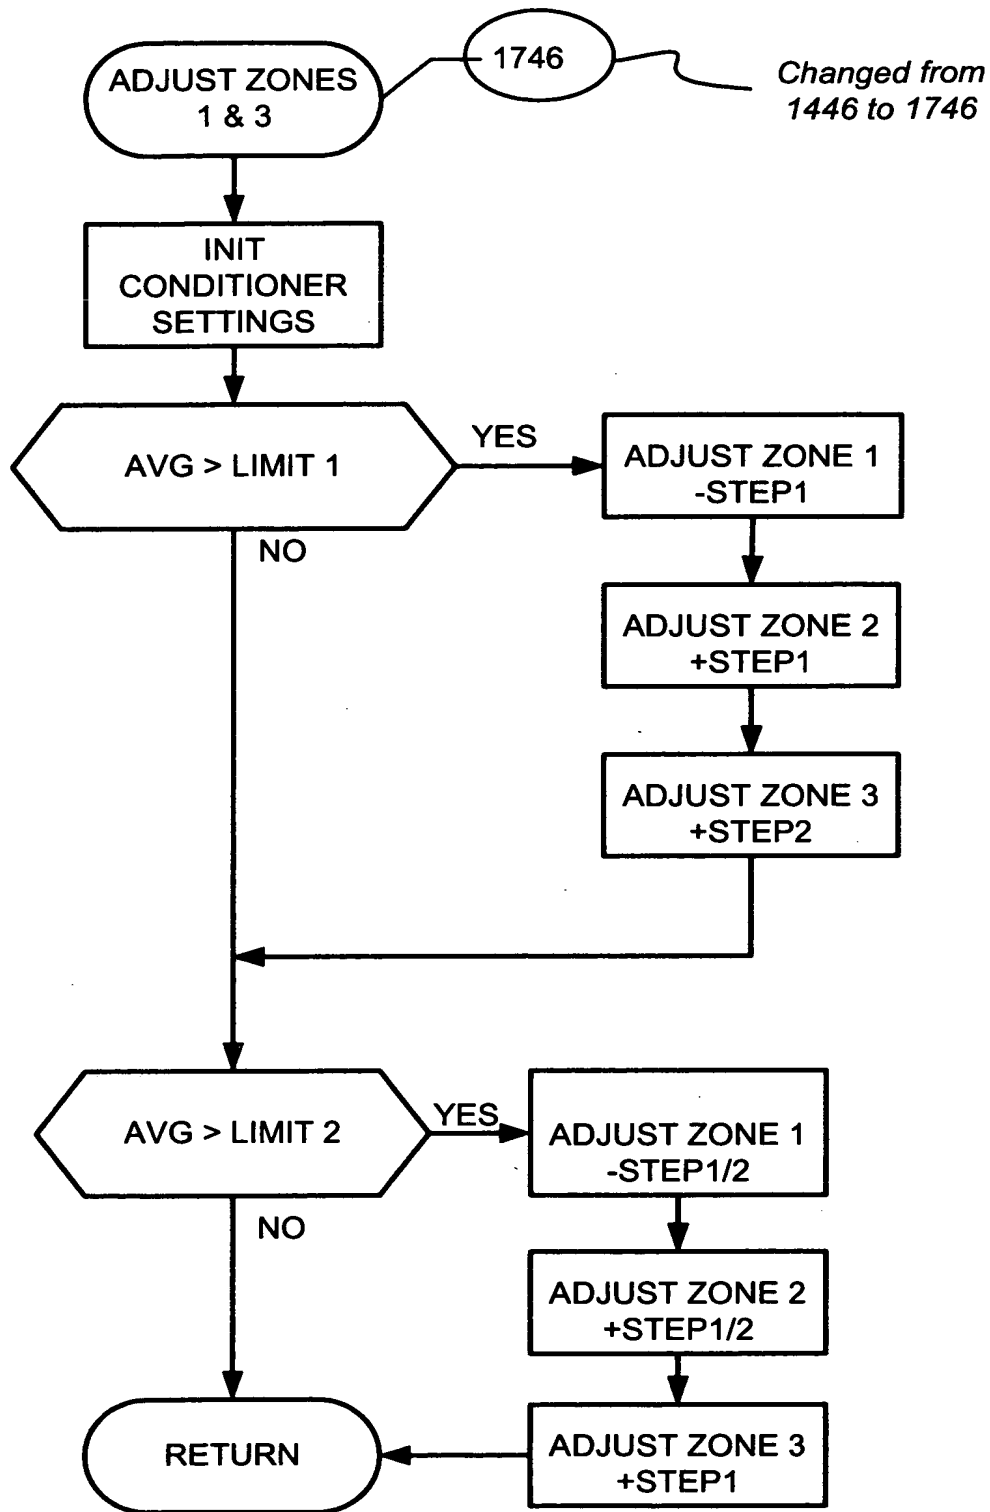 ADJUST ZONES
1 & 3
1746
Changed from
1446 to 1746
INIT
CONDITIONER
SETTINGS
AVG > LIMIT 1
YES
NO
ADJUST ZONE 1
-STEP1
ADJUST ZONE 2
+STEP1
ADJUST ZONE 3
+STEP2
AVG > LIMIT 2
YES
NO
ADJUST ZONE 1
-STEP1/2
ADJUST ZONE 2
+STEP1/2
ADJUST ZONE 3
+STEP1
RETURN